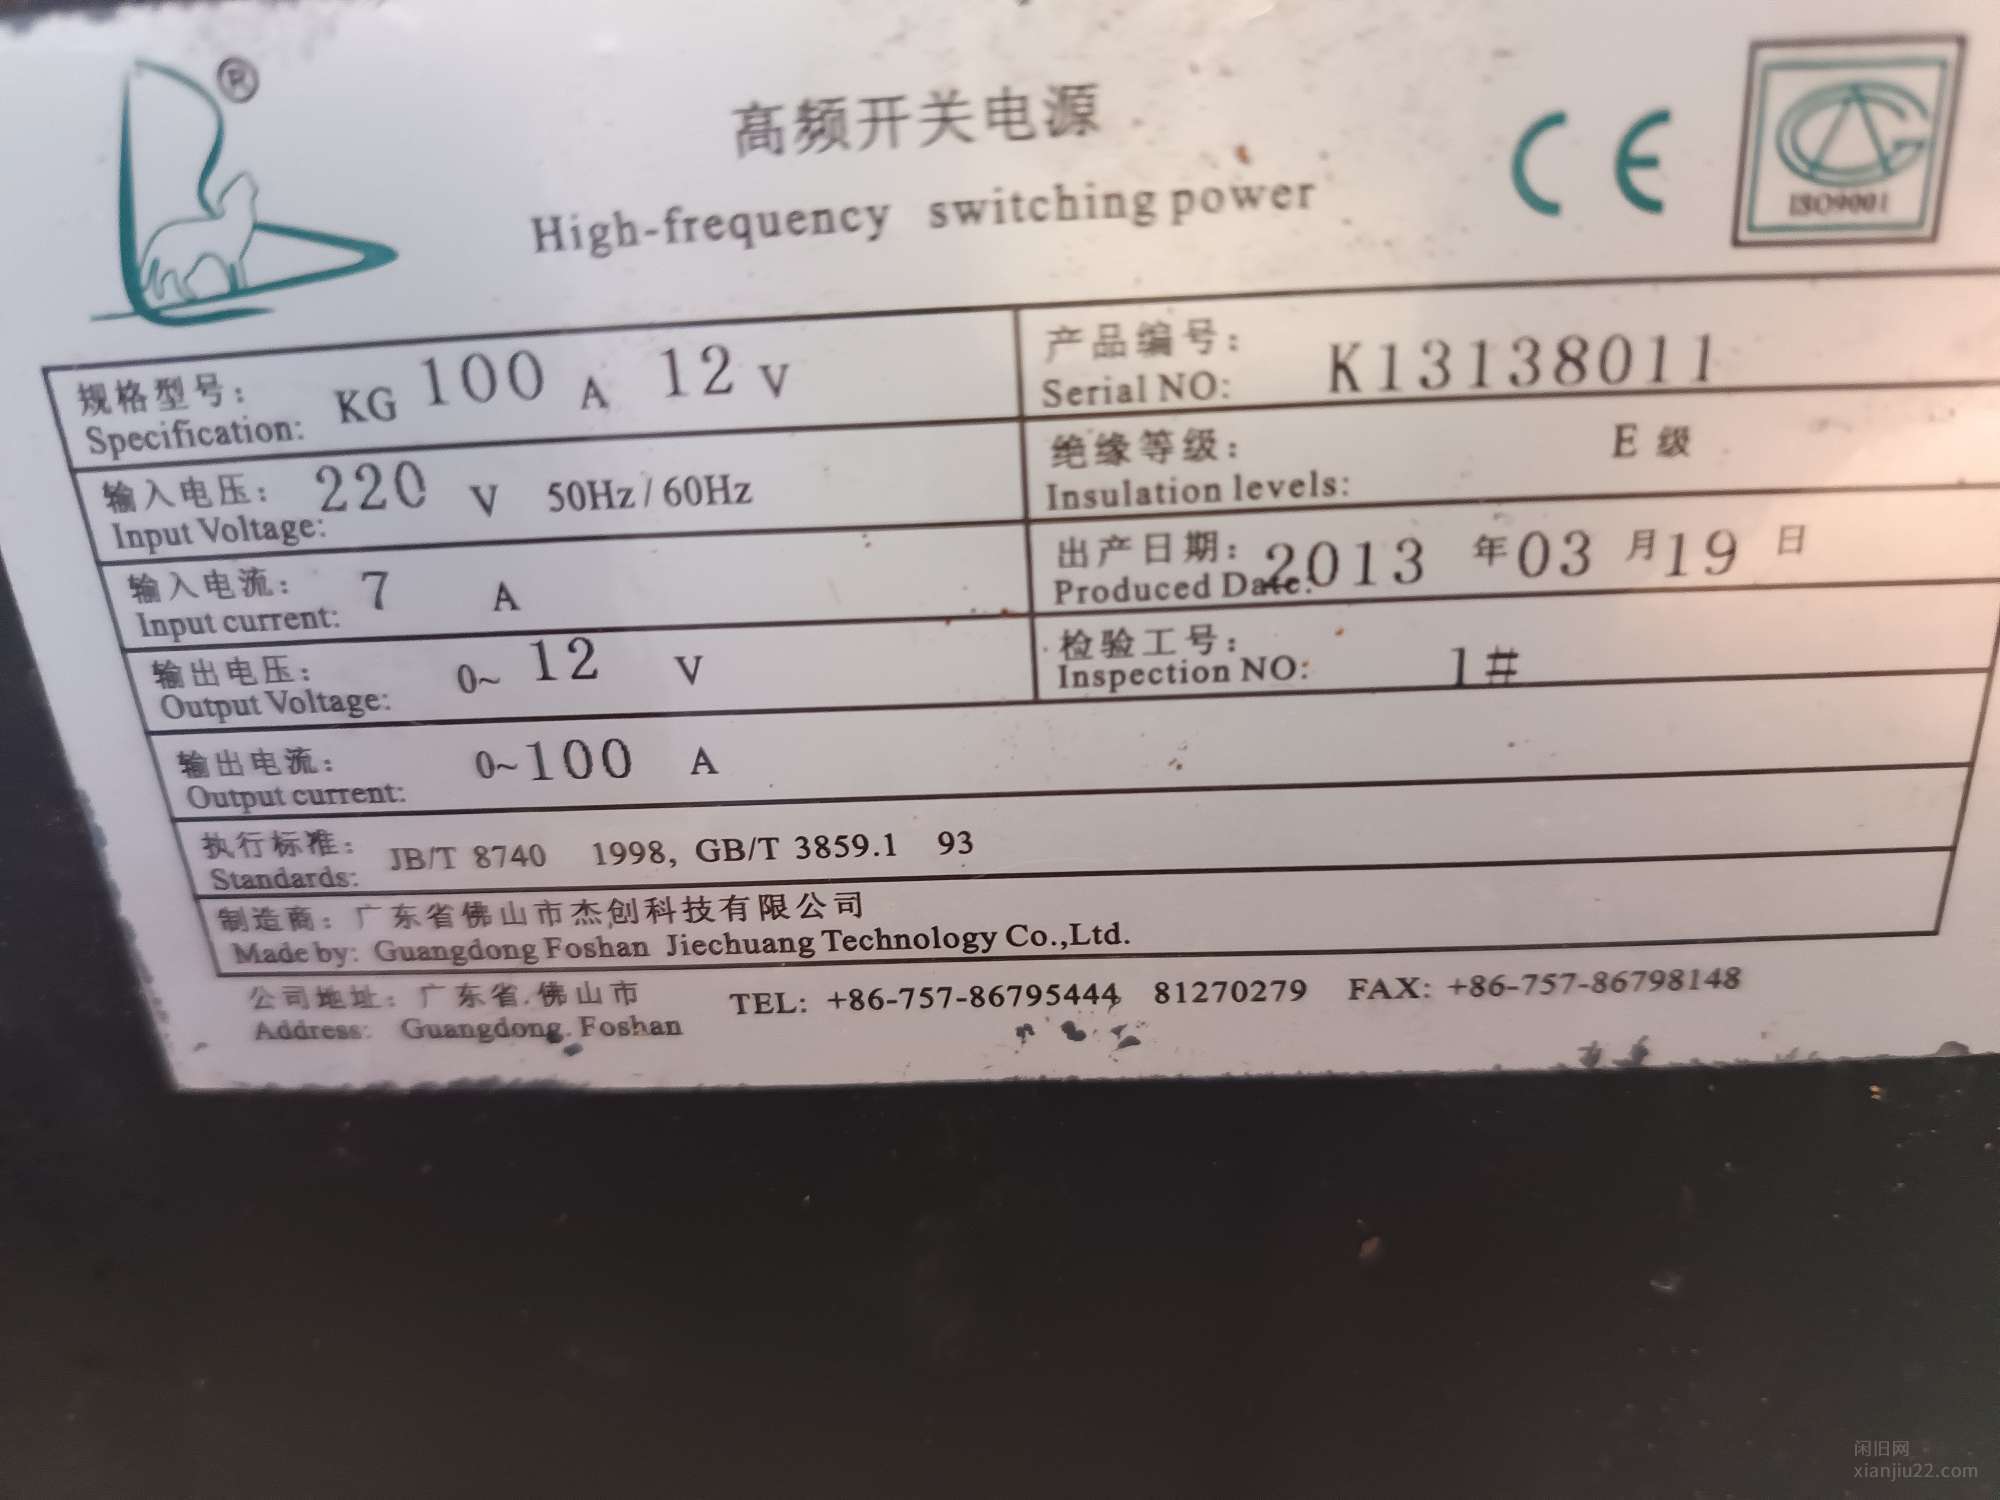 ®
高频开关电源
High-frequency switching power
CE
ISO9001
规格型号: KG 100 A 12 V
Specification:
产品编号: K13138011
Serial NO:
输入电压: 220 V 50Hz/60Hz
Input Voltage:
绝缘等级: E 级
Insulation levels:
输入电流: 7 A
Input current:
出产日期: 2013 年 03 月 19 日
Produced Date:
输出电压: 0~ 12 V
Output Voltage:
检验工号: 1#
Inspection NO:
输出电流: 0~100 A
Output current:
执行标准: JB/T 8740 1998, GB/T 3859.1 93
Standards:
制造商: 广东省佛山市杰创科技有限公司
Made by: Guangdong Foshan Jiechuang Technology Co.,Ltd.
公司地址: 广东省.佛山市
Address: Guangdong. Foshan
TEL: +86-757-86795444 81270279 FAX: +86-757-86798148
闲旧网
xianjiu22.com